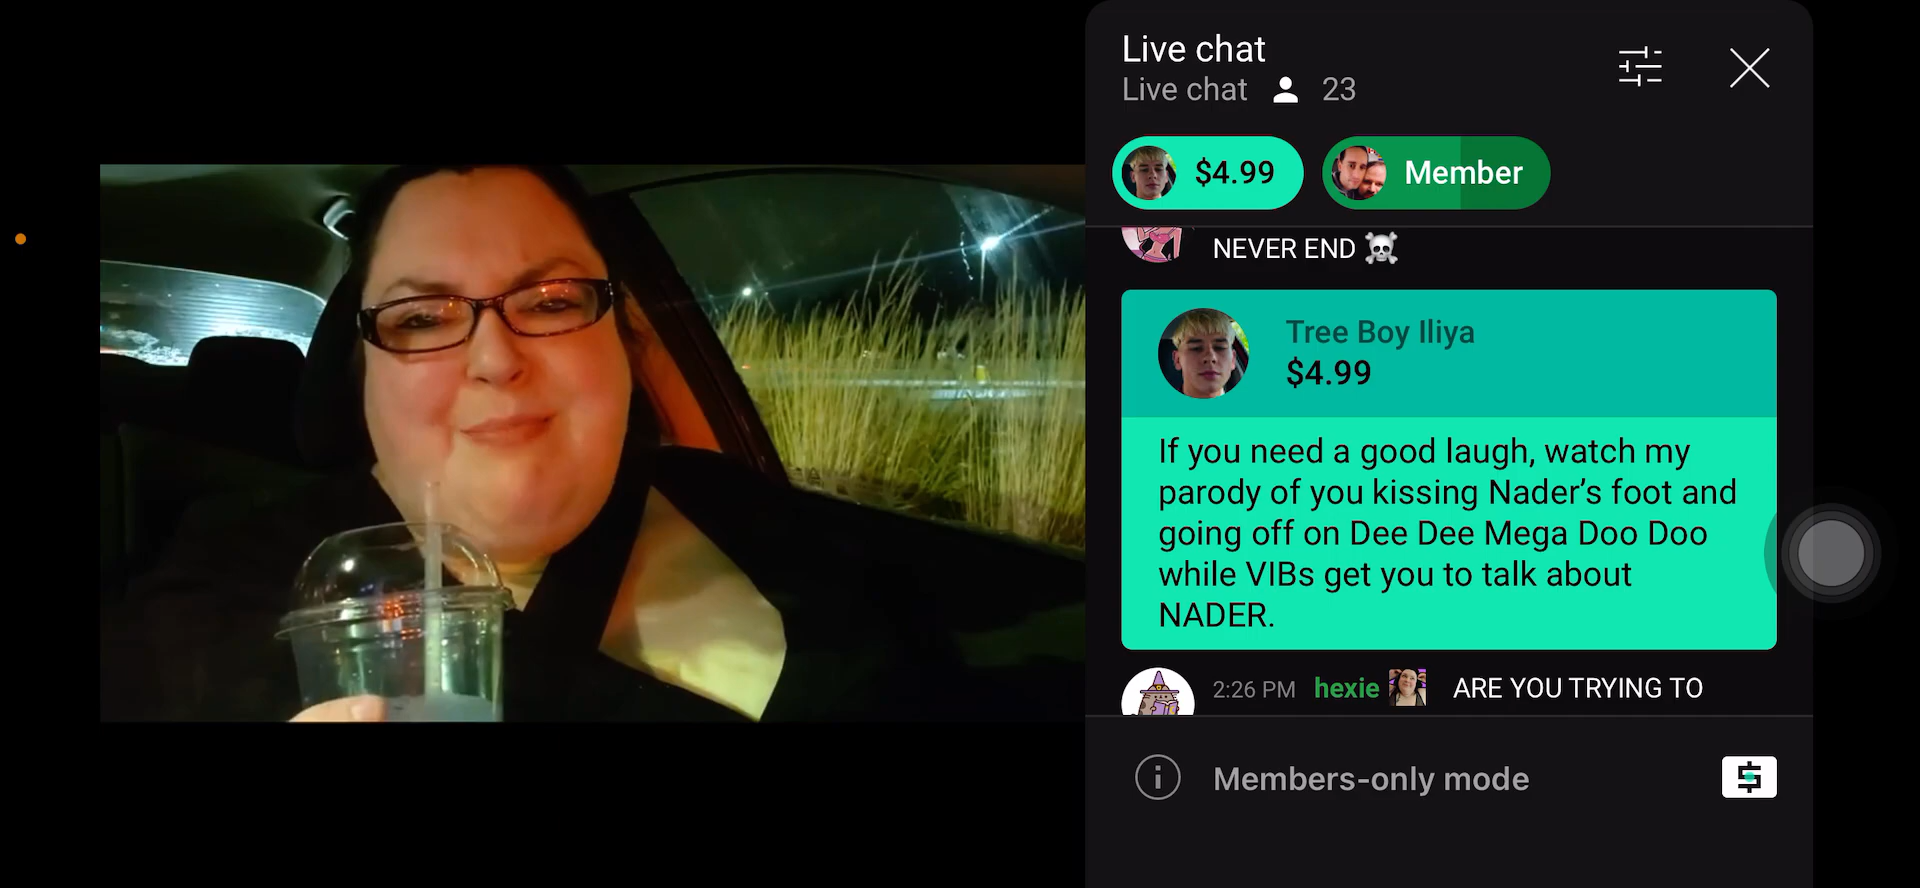 Live chat
Live chat 23
$4.99 Member
NEVER END ☠️
Tree Boy Iliya
$4.99
If you need a good laugh, watch my
parody of you kissing Nader’s foot and
going off on Dee Dee Mega Doo Doo
while VIBs get you to talk about
NADER.
2:26 PM hexie ARE YOU TRYING TO
Members-only mode